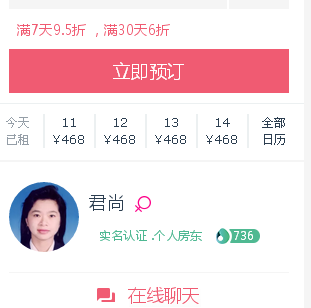 满7天9.5折 , 满30天6折
立即预订
今天 11 12 13 14 全部
已租 ¥468 ¥468 ¥468 ¥468 日历
君尚
实名认证 .个人房东 736
在线聊天